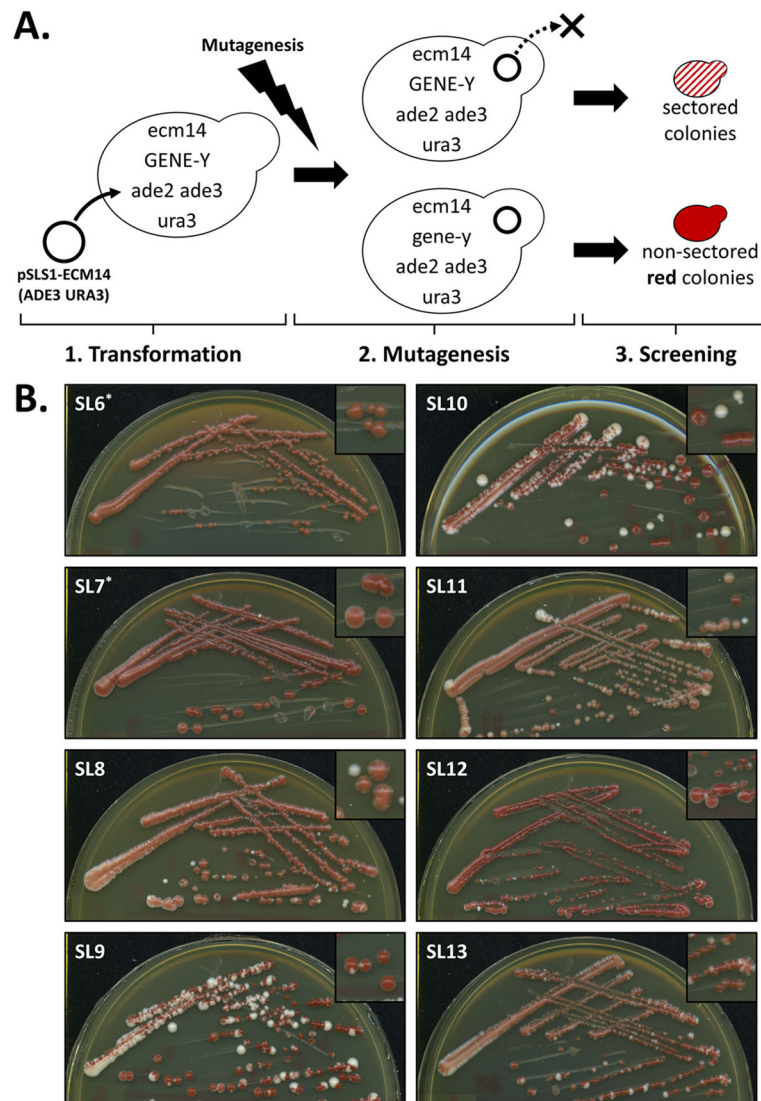 A.
Mutagenesis
ecm14
GENE-Y
ade2 ade3
ura3
pSLS1-ECM14
(ADE3 URA3)
ecm14
GENE-Y
ade2 ade3
ura3
sectored
colonies
ecm14
gene-y
ade2 ade3
ura3
non-sectored
red colonies
1. Transformation
2. Mutagenesis
3. Screening
B.
SL6*
SL10
SL7*
SL11
SL8
SL12
SL9
SL13